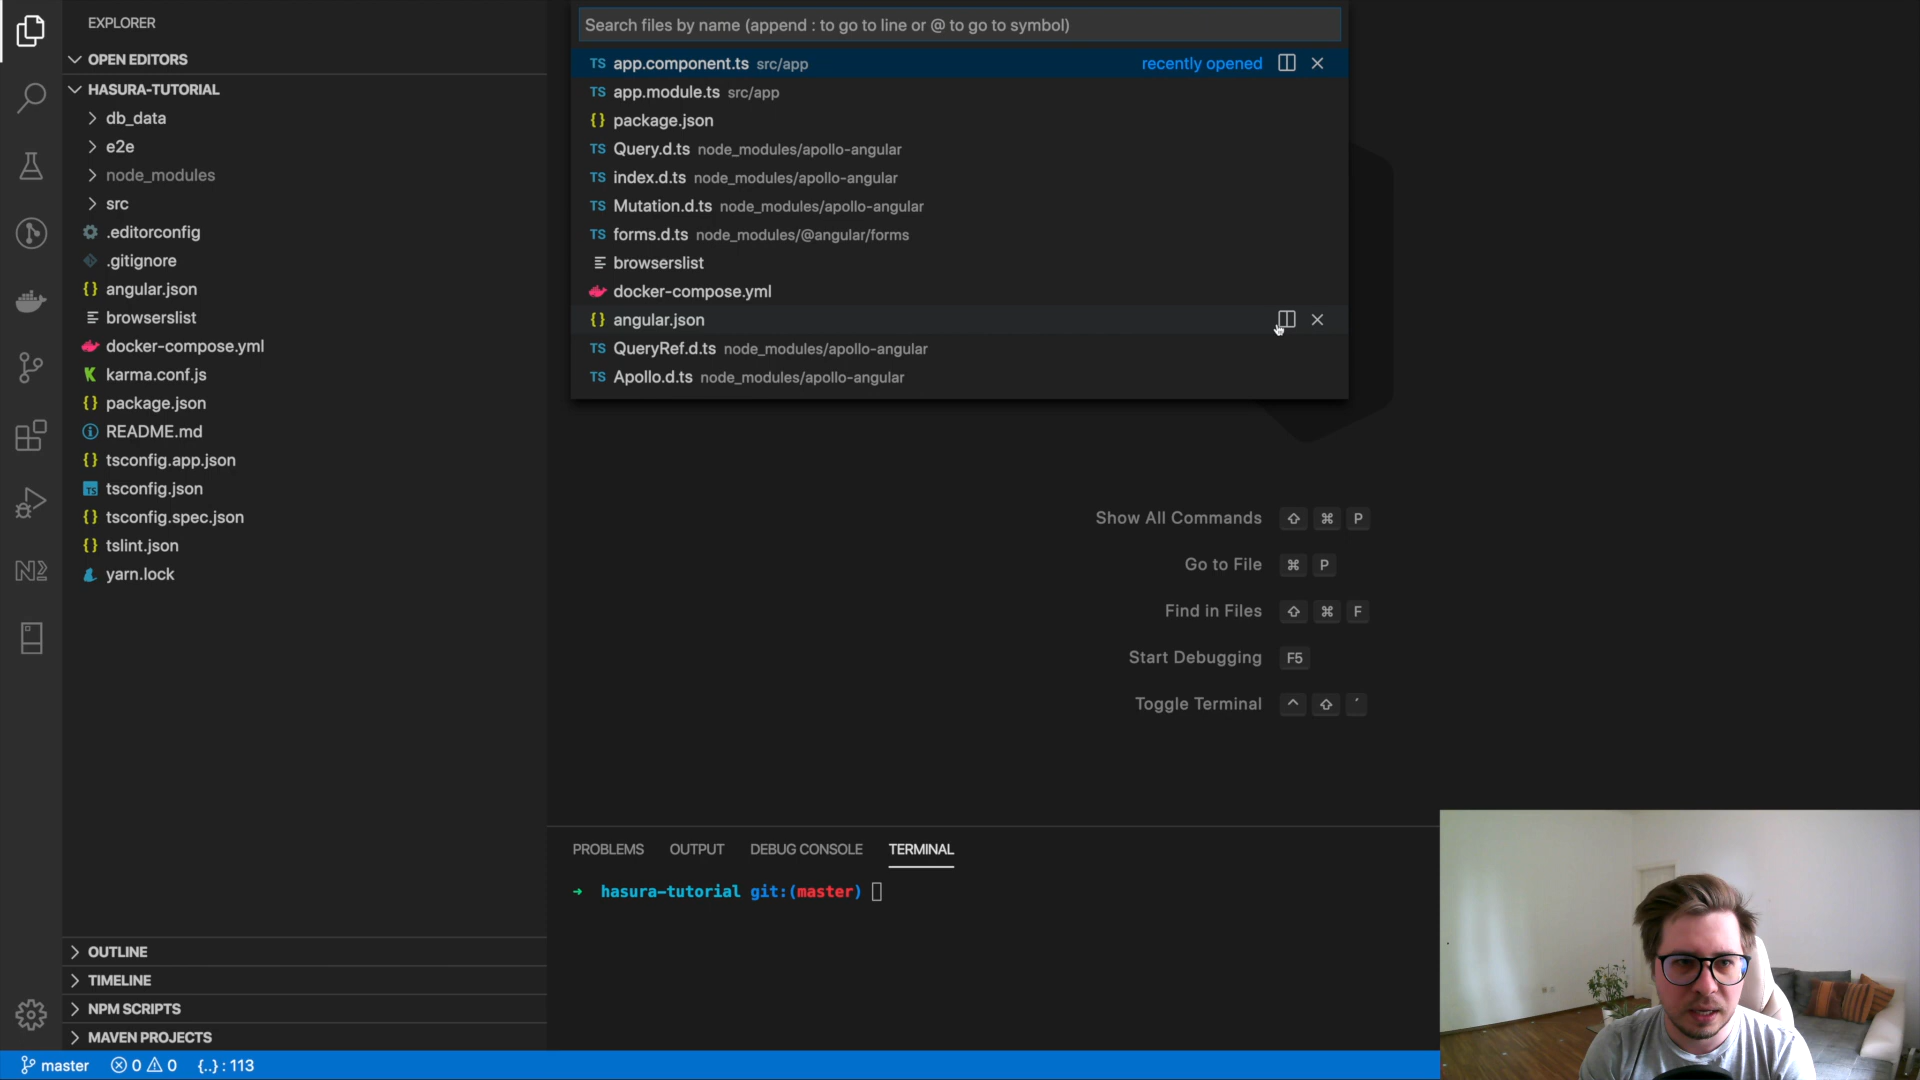 EXPLORER
OPEN EDITORS
HASURA-TUTORIAL
db_data
e2e
node_modules
src
.editorconfig
.gitignore
{} angular.json
browserslist
docker-compose.yml
karma.conf.js
{} package.json
README.md
{} tsconfig.app.json
TS tsconfig.json
{} tsconfig.spec.json
{} tslint.json
yarn.lock
OUTLINE
TIMELINE
NPM SCRIPTS
MAVEN PROJECTS
Search files by name (append : to go to line or @ to go to symbol)
TS app.component.ts src/app recently opened
TS app.module.ts src/app
{} package.json
TS Query.d.ts node_modules/apollo-angular
TS index.d.ts node_modules/apollo-angular
TS Mutation.d.ts node_modules/apollo-angular
TS forms.d.ts node_modules/@angular/forms
browserslist
docker-compose.yml
{} angular.json
TS QueryRef.d.ts node_modules/apollo-angular
TS Apollo.d.ts node_modules/apollo-angular
Show All Commands ⇧ ⌘ P
Go to File ⌘ P
Find in Files ⇧ ⌘ F
Start Debugging F5
Toggle Terminal ^ ⇧ ´
PROBLEMS OUTPUT DEBUG CONSOLE TERMINAL
➜ hasura-tutorial git:(master)
master 0 0 {..} : 113